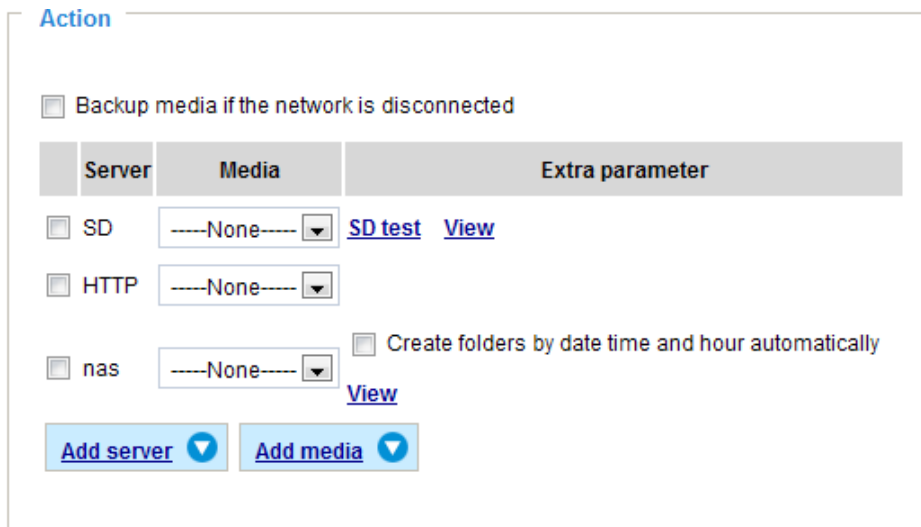 Action
Backup media if the network is disconnected
Server Media Extra parameter
SD -----None----- SD test View
HTTP -----None-----
nas -----None----- Create folders by date time and hour automatically
View
Add server Add media